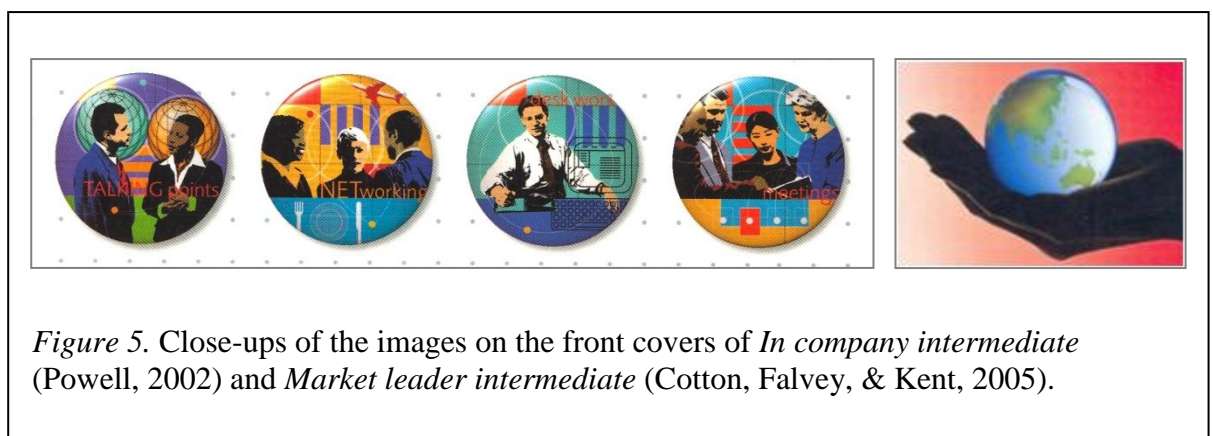 TALKING points
NETworking
desk work
meetings
Figure 5. Close-ups of the images on the front covers of In company intermediate
(Powell, 2002) and Market leader intermediate (Cotton, Falvey, & Kent, 2005).